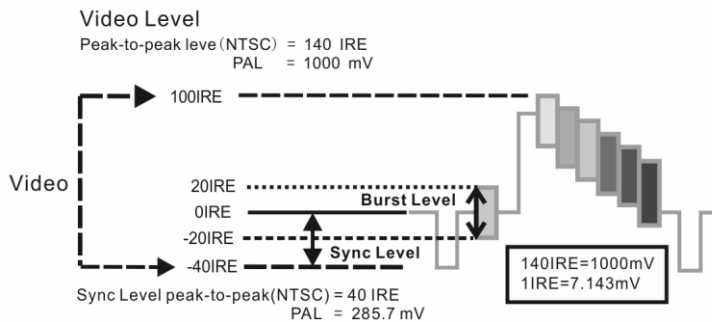 Video Level
Peak-to-peak leve(NTSC) = 140 IRE
PAL = 1000 mV
100IRE
Video
20IRE
Burst Level
0IRE
-20IRE
Sync Level
-40IRE
140IRE=1000mV
1IRE=7.143mV
Sync Level peak-to-peak(NTSC) = 40 IRE
PAL = 285.7 mV